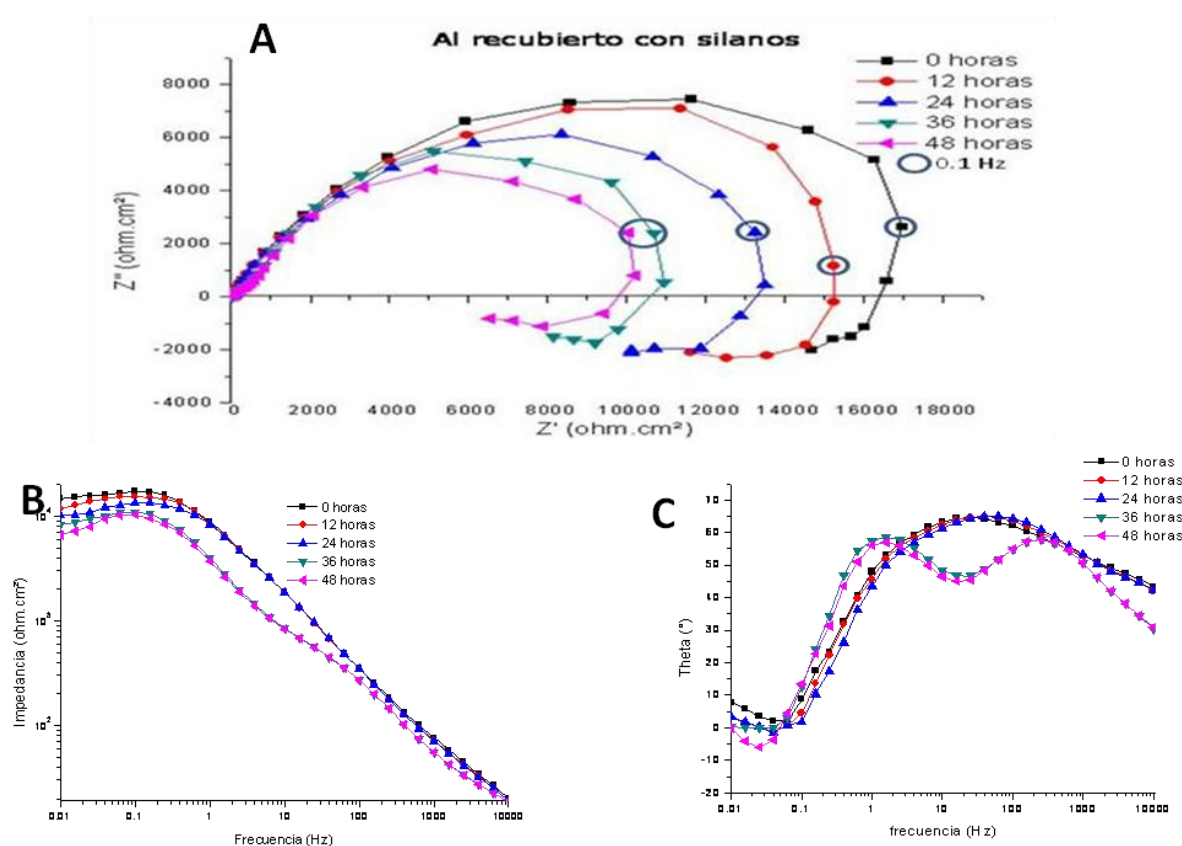 A
Al recubierto con silanos
0 horas
12 horas
24 horas
36 horas
48 horas
0.1 Hz
8000
6000
4000
2000
0
-2000
-4000
Z" (ohm.cm²)
0 2000 4000 6000 8000 10000 12000 14000 16000 18000
Z' (ohm.cm²)
B
0 horas
12 horas
24 horas
36 horas
48 horas
10⁴
10³
10²
Impedancia (ohm.cm²)
0.01 0.1 1 10 100 1000 10000
Frecuencia (Hz)
C
0 horas
12 horas
24 horas
36 horas
48 horas
60
50
40
30
20
10
0
-10
-20
Theta (°)
0.01 0.1 1 10 100 1000 10000
frecuencia (Hz)